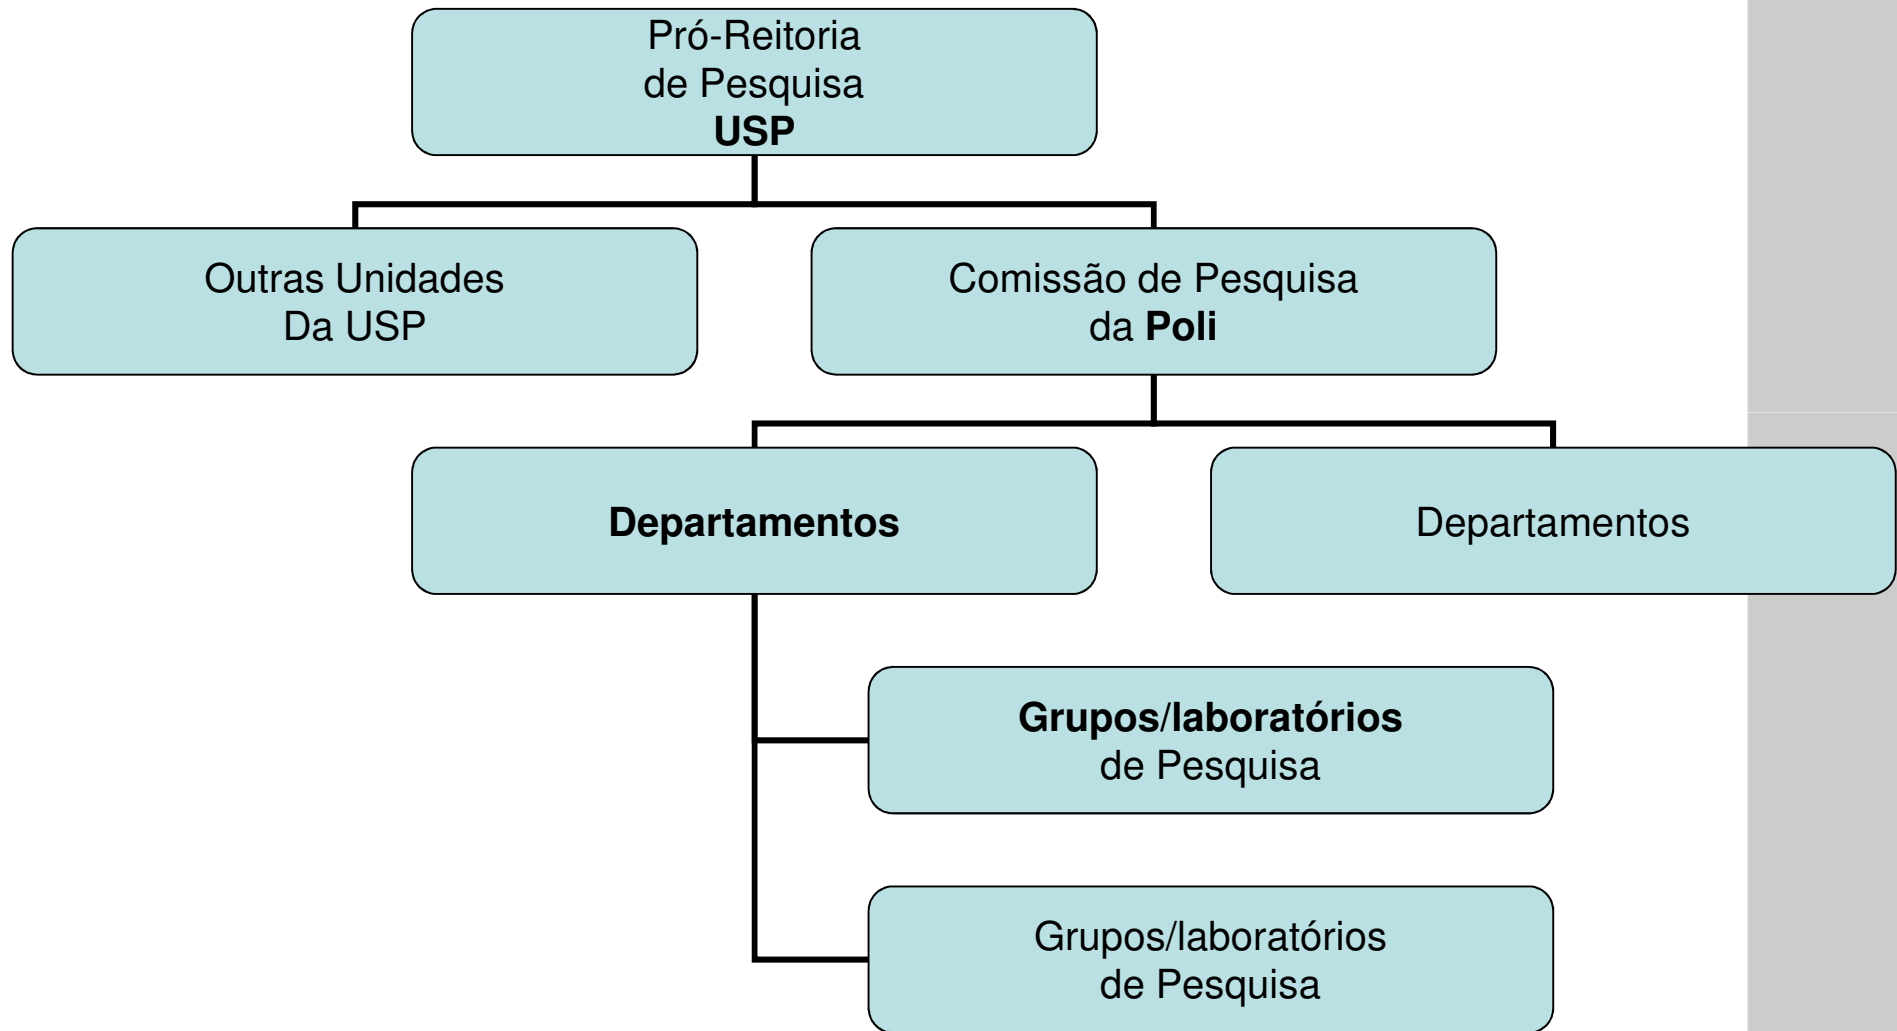 Pró-Reitoria
de Pesquisa
USP
Outras Unidades
Da USP
Comissão de Pesquisa
da Poli
Departamentos
Departamentos
Grupos/laboratórios
de Pesquisa
Grupos/laboratórios
de Pesquisa